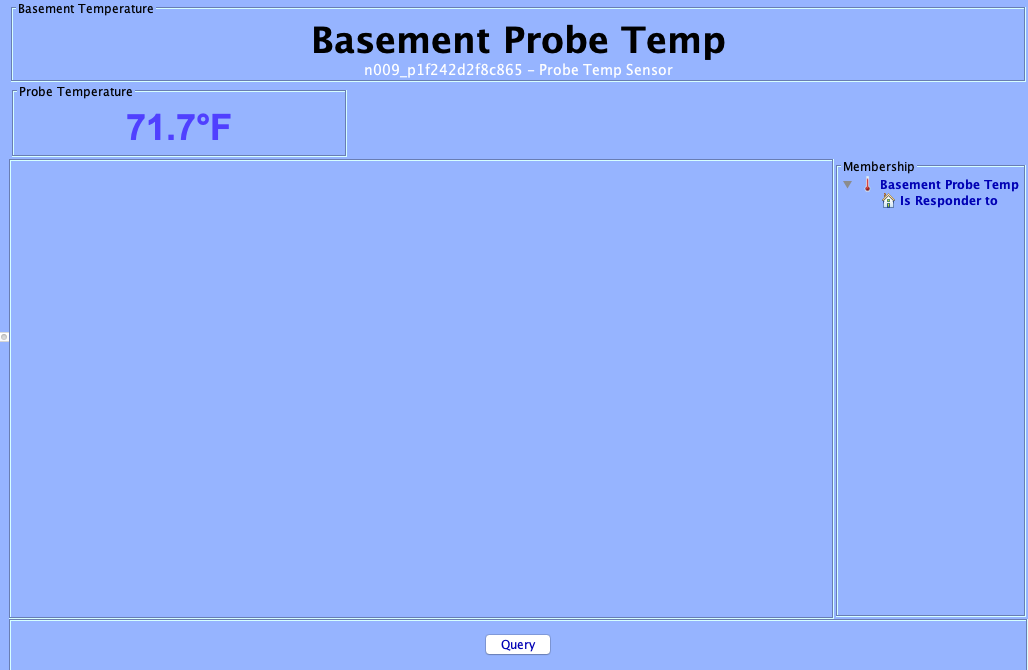 Basement Temperature
Basement Probe Temp
n009_p1f242d2f8c865 - Probe Temp Sensor
Probe Temperature
71.7°F
Membership
Basement Probe Temp
Is Responder to
Query